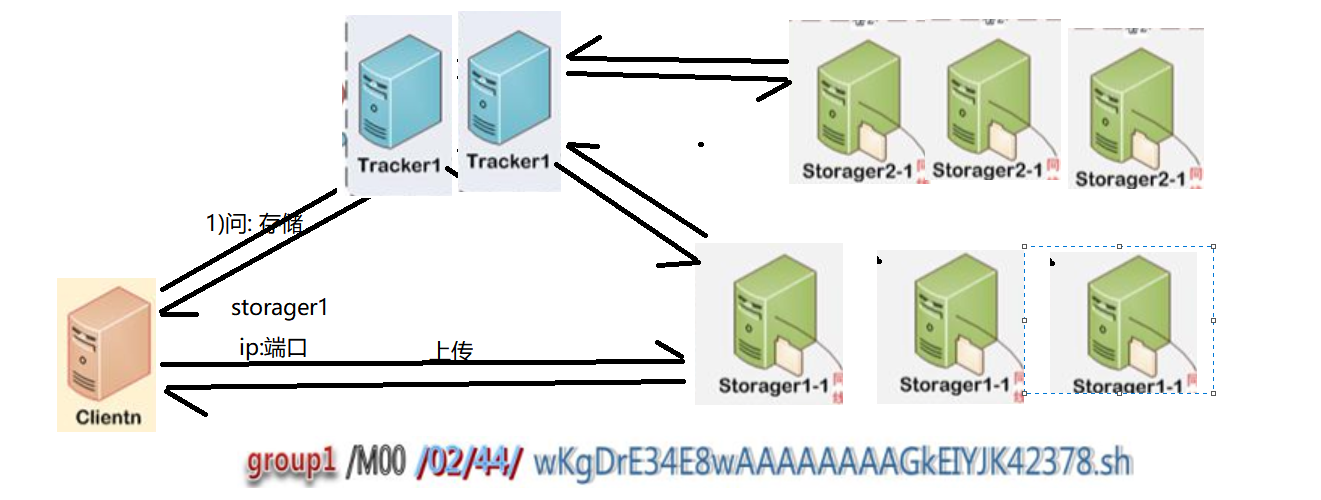 Tracker1
Tracker1
Storager2-1
Storager2-1
Storager2-1
1)问: 存储
storager1
ip:端口
上传
Clientn
Storager1-1
Storager1-1
Storager1-1
group1 /M00 /02/44/ wKgDrE34E8wAAAAAAAAGkEIYJK42378.sh